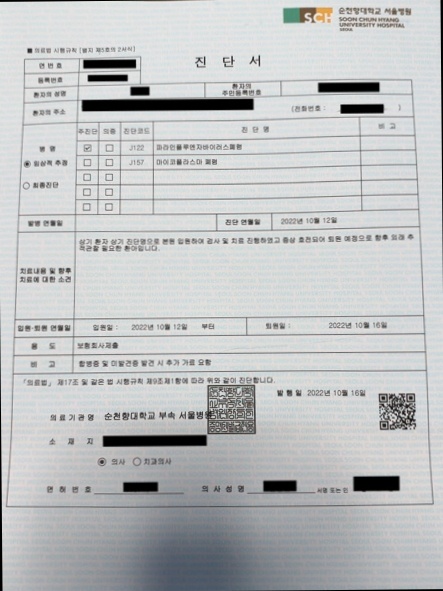 SCH 순천향대학교 서울병원
SOON CHUN HYANG
UNIVERSITY HOSPITAL
SEOUL
■ 의료법 시행규칙 [별지 제5호의 2서식]
진 단 서
연 번 호
등록번호
환자의 성명
환자의 주민등록번호
환자의 주소
(전화번호 : )
병 명
임상적 추정
최종진단
주진단 의증 진단코드 진 단 명 비 고
J122 파라인플루엔자바이러스폐렴
J157 마이코플라스마 폐렴
발병 연월일 진단 연월일 2022년 10월 12일
치료내용 및 향후 치료에 대한 소견
상기 환자 상기 진단명으로 본원 입원하여 검사 및 치료 진행하였고 증상 호전되어 퇴원 예정으로 향후 외래 추
적관찰 필요한 환아입니다.
입원·퇴원 연월일 입원일 : 2022년 10월 12일 부터 퇴원일 : 2022년 10월 16일
용 도 보험회사제출
비 고 합병증 및 미발견증 발견 시 추가 가료 요함
「의료법」 제17조 및 같은 법 시행규칙 제9조제1항에 따라 위와 같이 진단합니다.
발 행 일 2022년 10월 16일
의료기관명 순천향대학교 부속 서울병원
소 재 지
의사 치과의사
면 허 번 호 의 사 성 명 서명 또는 인